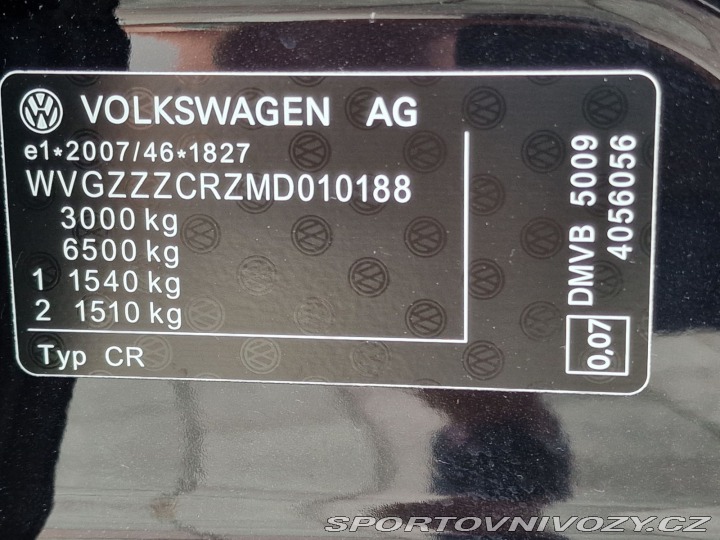 VOLKSWAGEN AG
e1*2007/46*1827
WVGZZZCRZMD010188
3000 kg
6500 kg
1 1540 kg
2 1510 kg
Typ CR
DMVB 5009
4056056
0,07
SPORTOVNIVOZY.CZ